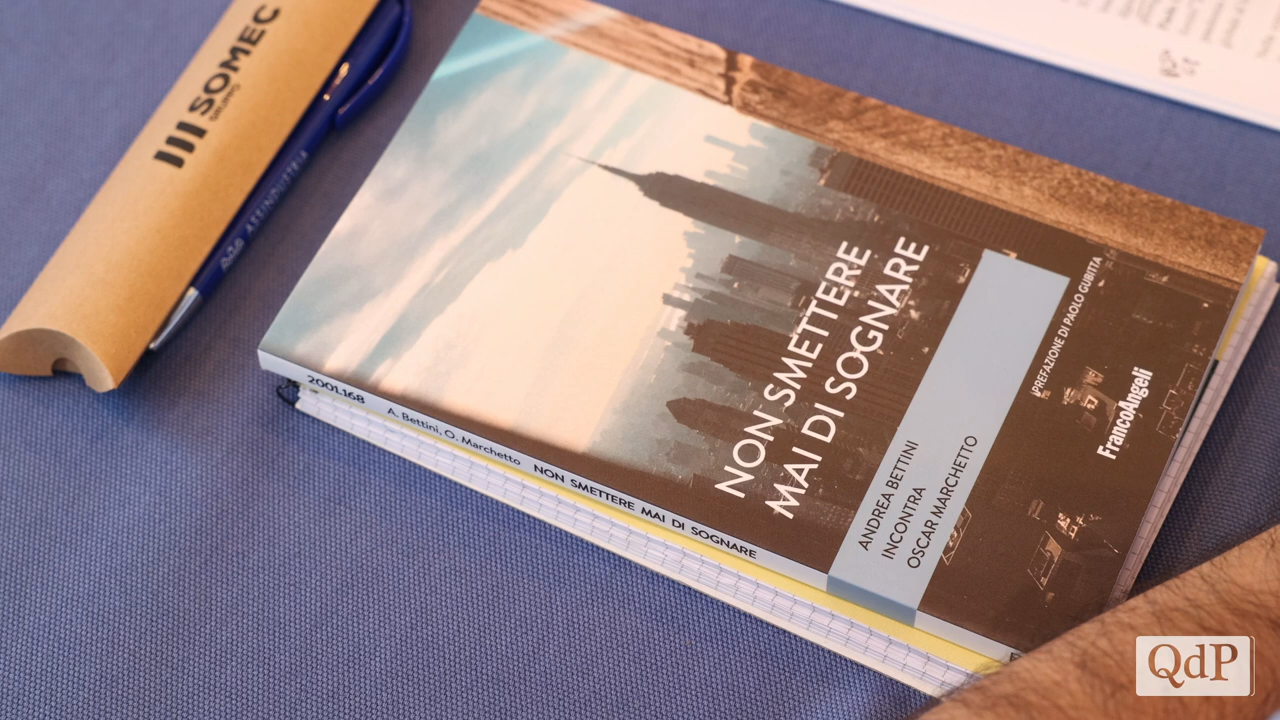 SOMEC
GRUPPO
ASSINDUSTRIA
NON SMETTERE
MAI DI SOGNARE
ANDREA BETTINI
INCONTRA
OSCAR MARCHETTO
PREFAZIONE DI PAOLO GUBITTA
FrancoAngeli
2001.168 A. Bettini, O. Marchetto NON SMETTERE MAI DI SOGNARE
QdP